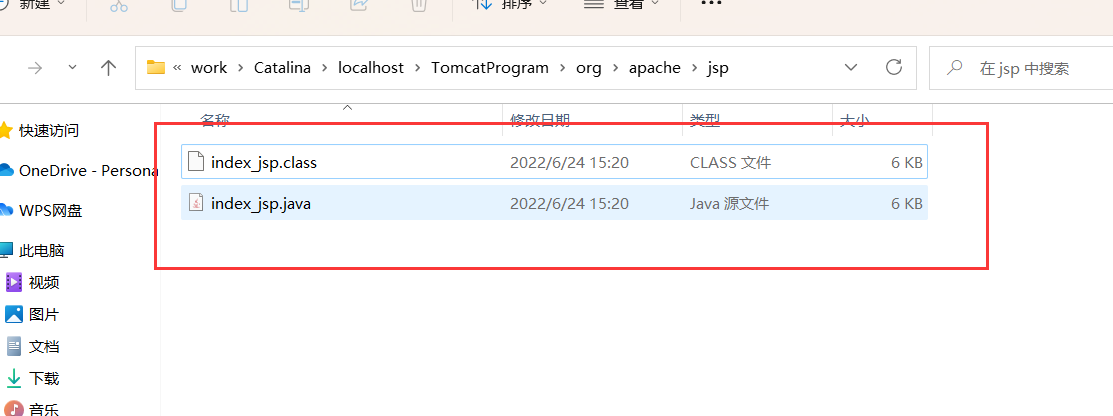 新建 排序 查看 •••
« work › Catalina › localhost › TomcatProgram › org › apache › jsp
在 jsp 中搜索
名称 修改日期 类型 大小
快速访问
index_jsp.class 2022/6/24 15:20 CLASS 文件 6 KB
OneDrive - Persona
index_jsp.java 2022/6/24 15:20 Java 源文件 6 KB
WPS网盘
此电脑
视频
图片
文档
下载
音乐